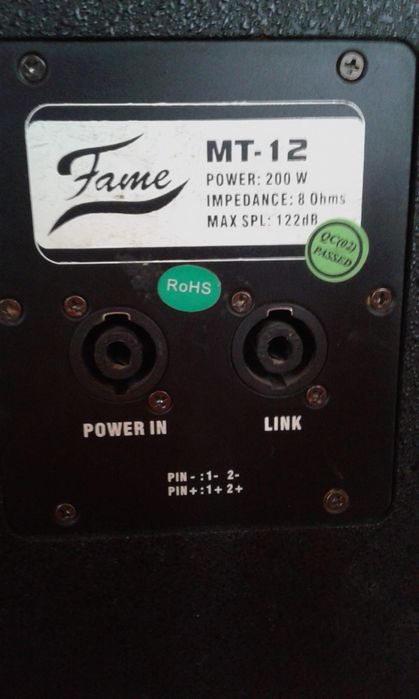 Fame
MT-12
POWER: 200 W
IMPEDANCE: 8 Ohms
MAX SPL: 122dB
QC(02)
PASSED
RoHS
POWER IN
LINK
PIN-:1- 2-
PIN+:1+2+